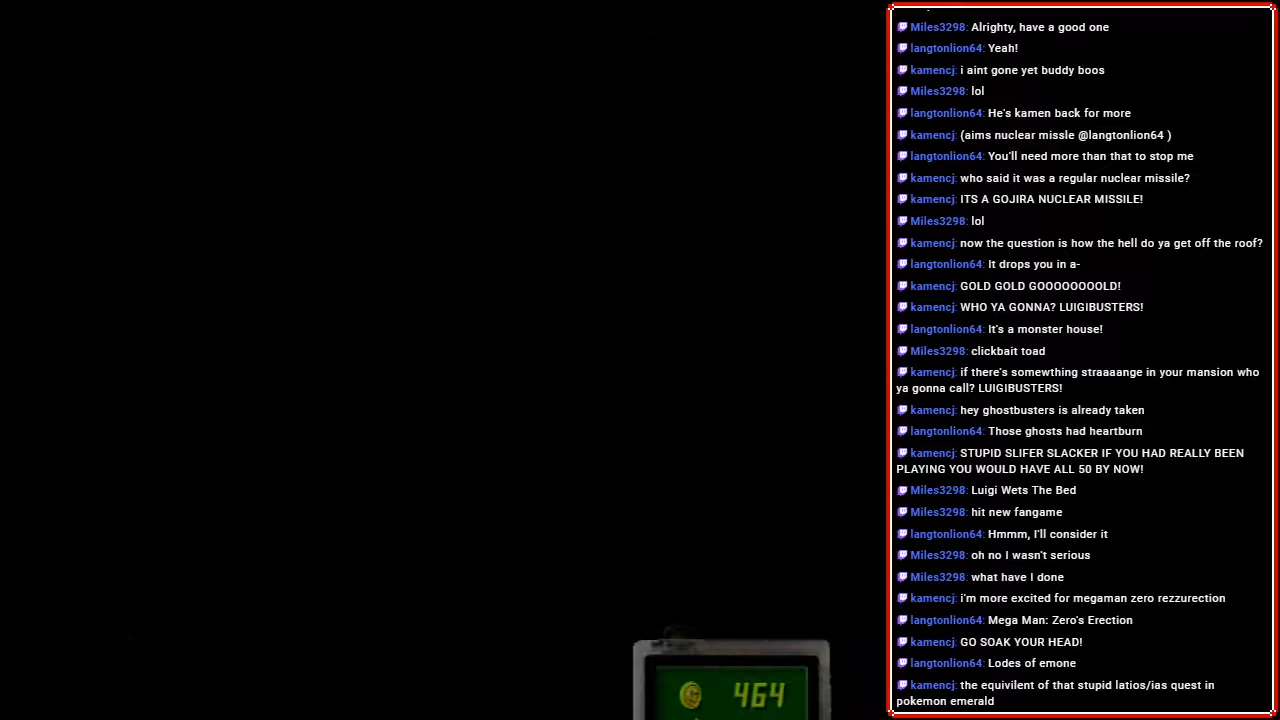 Miles3298: Alrighty, have a good one
langtonlion64: Yeah!
kamencj: i aint gone yet buddy boos
Miles3298: lol
langtonlion64: He's kamen back for more
kamencj: (aims nuclear missle @langtonlion64 )
langtonlion64: You'll need more than that to stop me
kamencj: who said it was a regular nuclear missile?
kamencj: ITS A GOJIRA NUCLEAR MISSILE!
Miles3298: lol
kamencj: now the question is how the hell do ya get off the roof?
langtonlion64: It drops you in a-
kamencj: GOLD GOLD GOOOOOOOOLD!
kamencj: WHO YA GONNA? LUIGIBUSTERS!
langtonlion64: It's a monster house!
Miles3298: clickbait toad
kamencj: if there's somewthing straaaange in your mansion who
ya gonna call? LUIGIBUSTERS!
kamencj: hey ghostbusters is already taken
langtonlion64: Those ghosts had heartburn
kamencj: STUPID SLIFER SLACKER IF YOU HAD REALLY BEEN
PLAYING YOU WOULD HAVE ALL 50 BY NOW!
Miles3298: Luigi Wets The Bed
Miles3298: hit new fangame
langtonlion64: Hmmm, I'll consider it
Miles3298: oh no I wasn't serious
Miles3298: what have I done
kamencj: i'm more excited for megaman zero rezzurection
langtonlion64: Mega Man: Zero's Erection
kamencj: GO SOAK YOUR HEAD!
langtonlion64: Lodes of emone
kamencj: the equivilent of that stupid latios/ias quest in
pokemon emerald
464